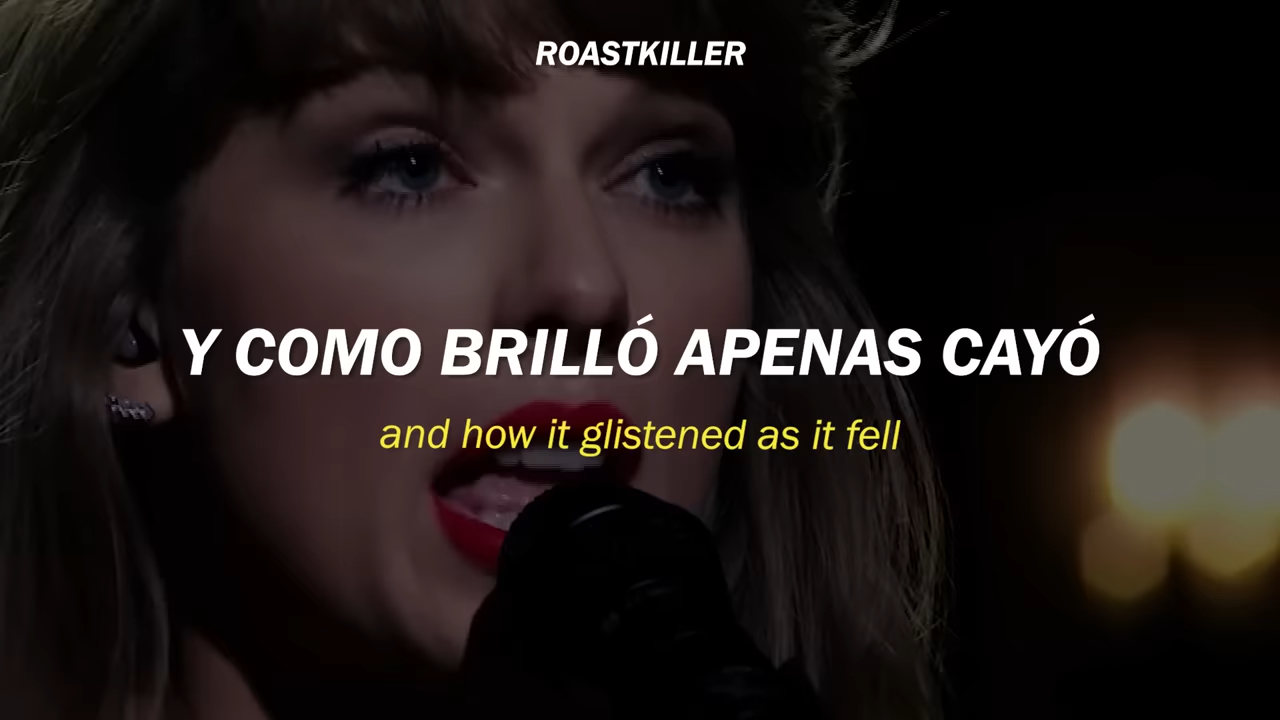 ROASTKILLER
Y COMO BRILLÓ APENAS CAYÓ
and how it glistened as it fell